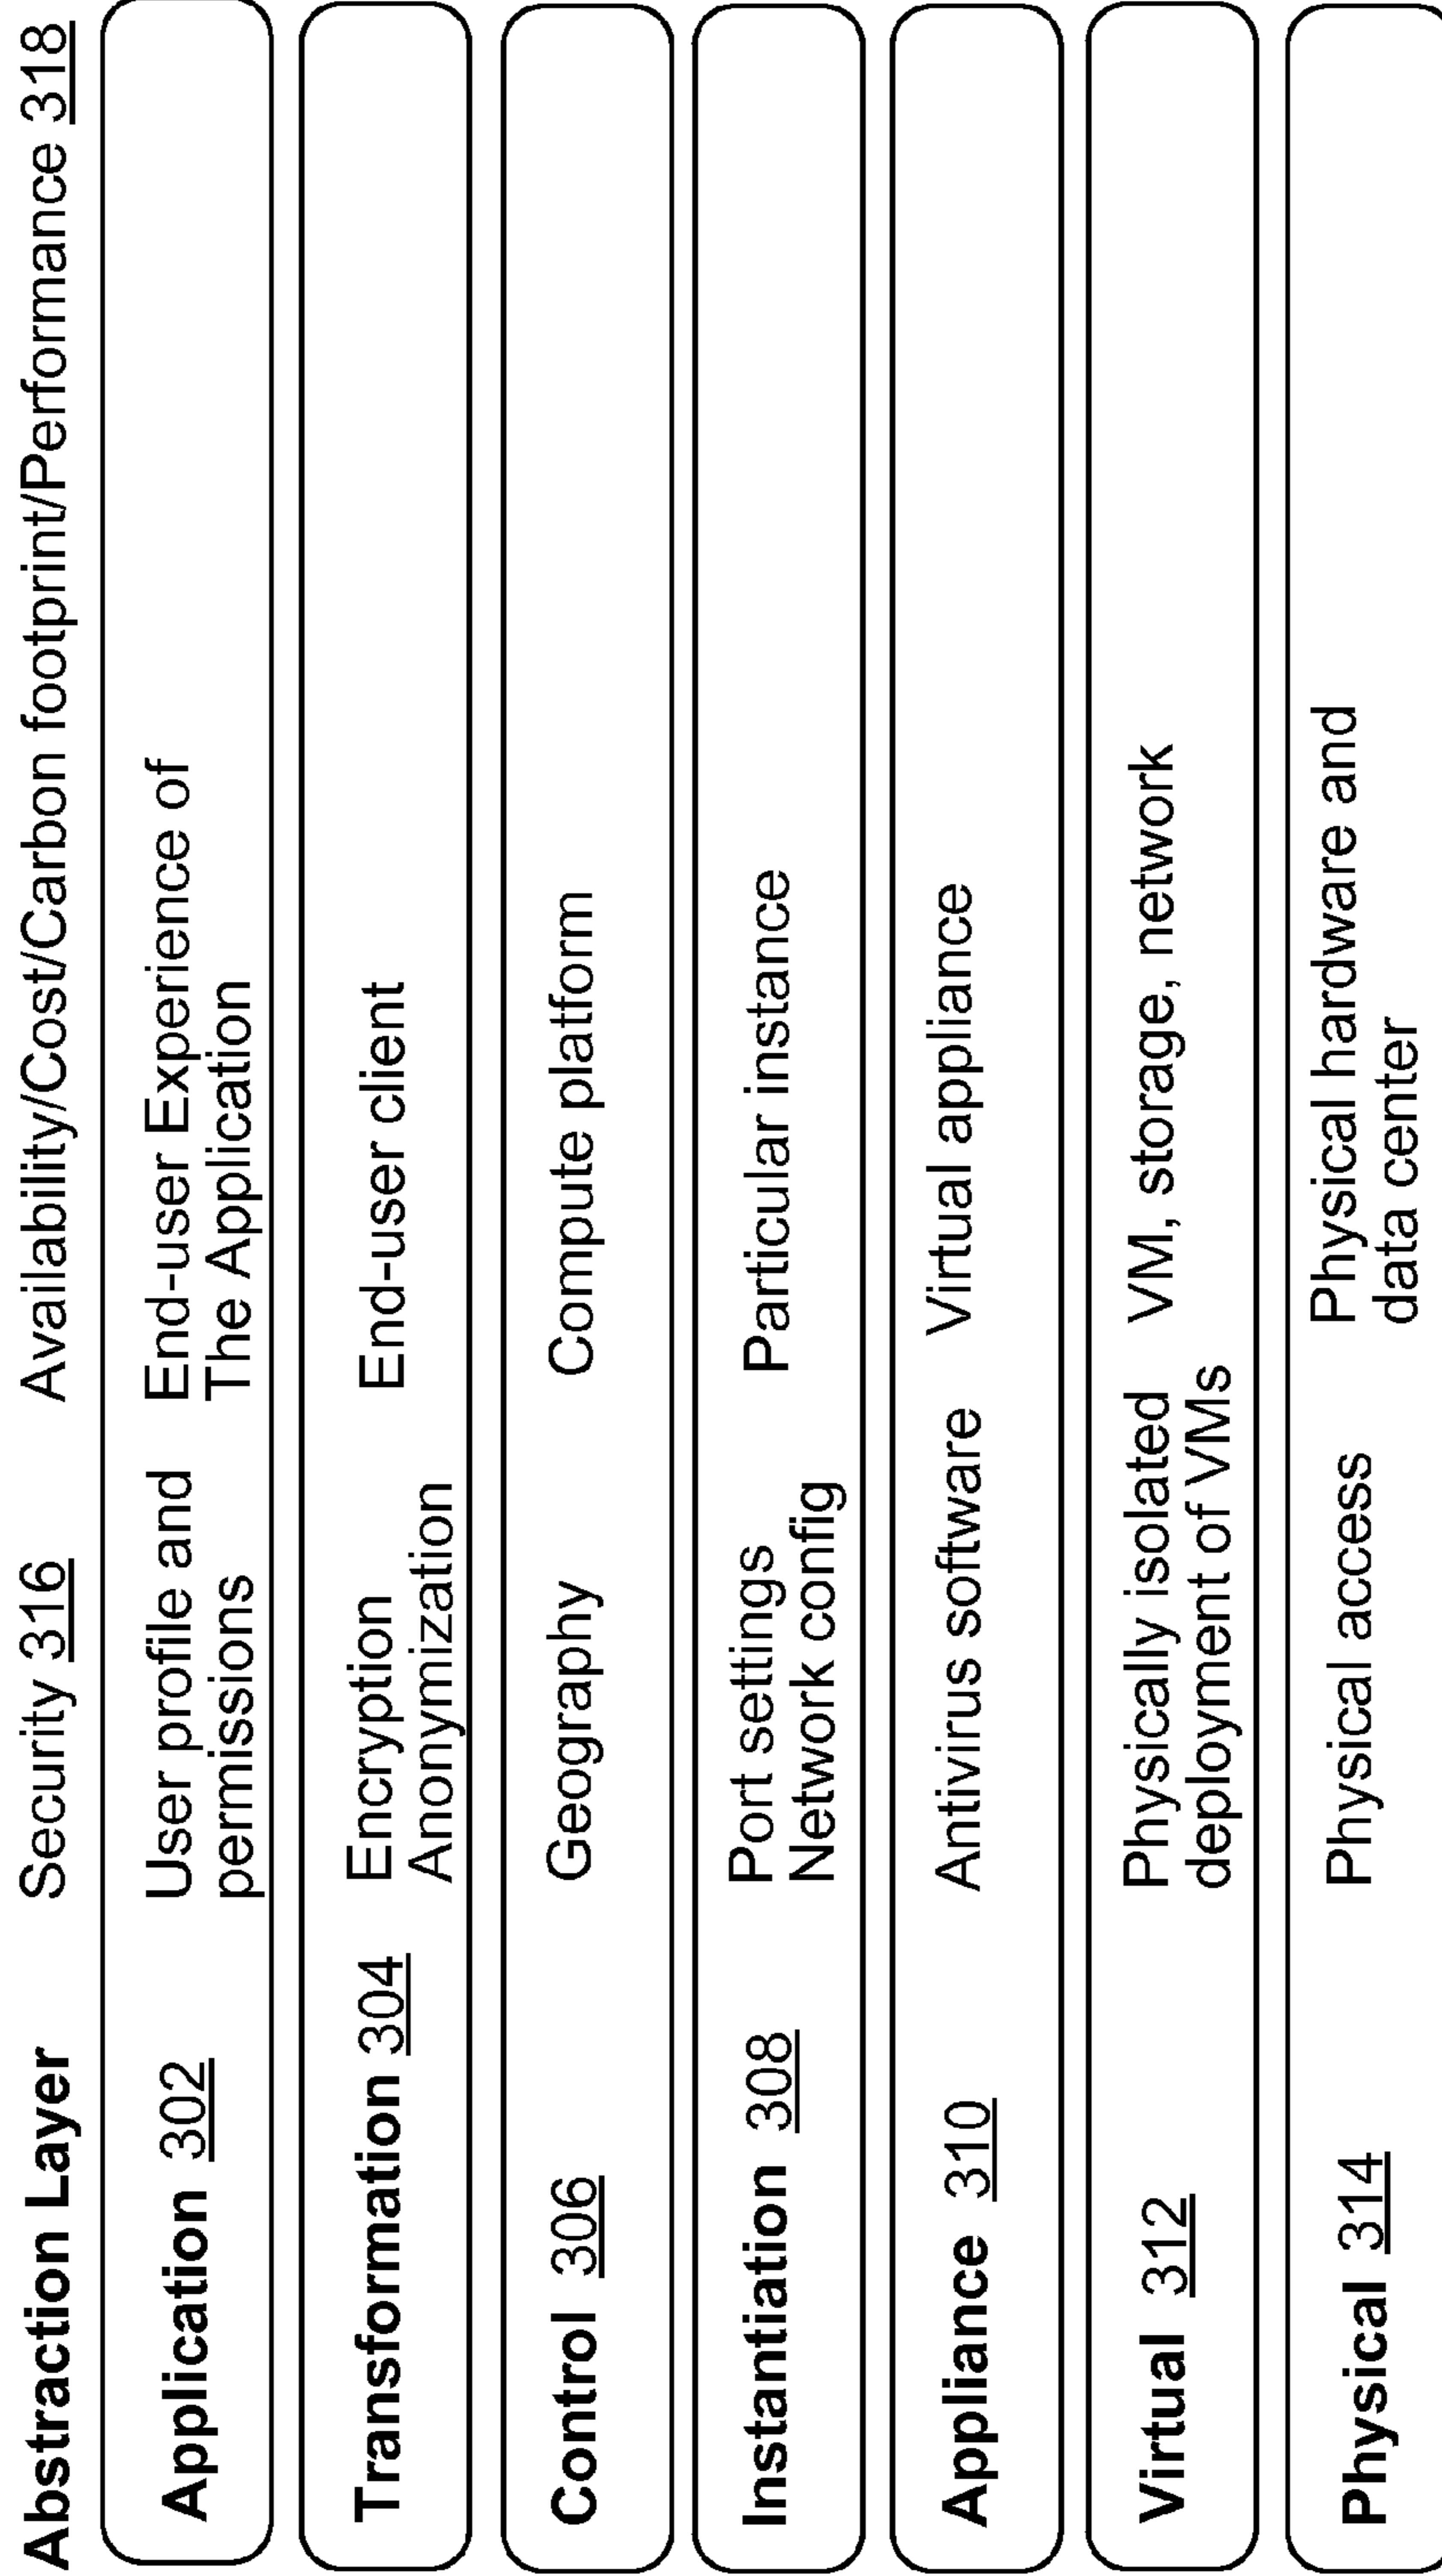 Abstraction Layer Security 316 Availability/Cost/Carbon footprint/Performance 318
Application 302 User profile and End-user Experience of
permissions The Application
Transformation 304 Encryption End-user client
Anonymization
Control 306 Geography Compute platform
Instantiation 308 Port settings Particular instance
Network config
Appliance 310 Antivirus software Virtual appliance
Virtual 312 Physically isolated VM, storage, network
deployment of VMs
Physical 314 Physical access Physical hardware and
data center